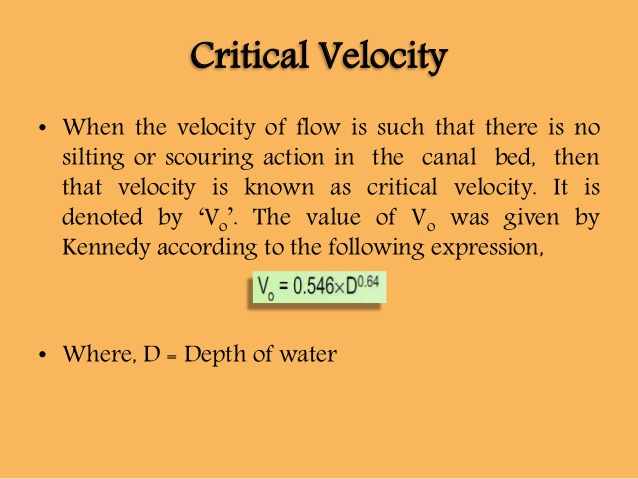 Critical Velocity
• When the velocity of flow is such that there is no
silting or scouring action in the canal bed, then
that velocity is known as critical velocity. It is
denoted by ‘Vo’. The value of Vo was given by
Kennedy according to the following expression,
Vo = 0.546×D^0.64
• Where, D = Depth of water